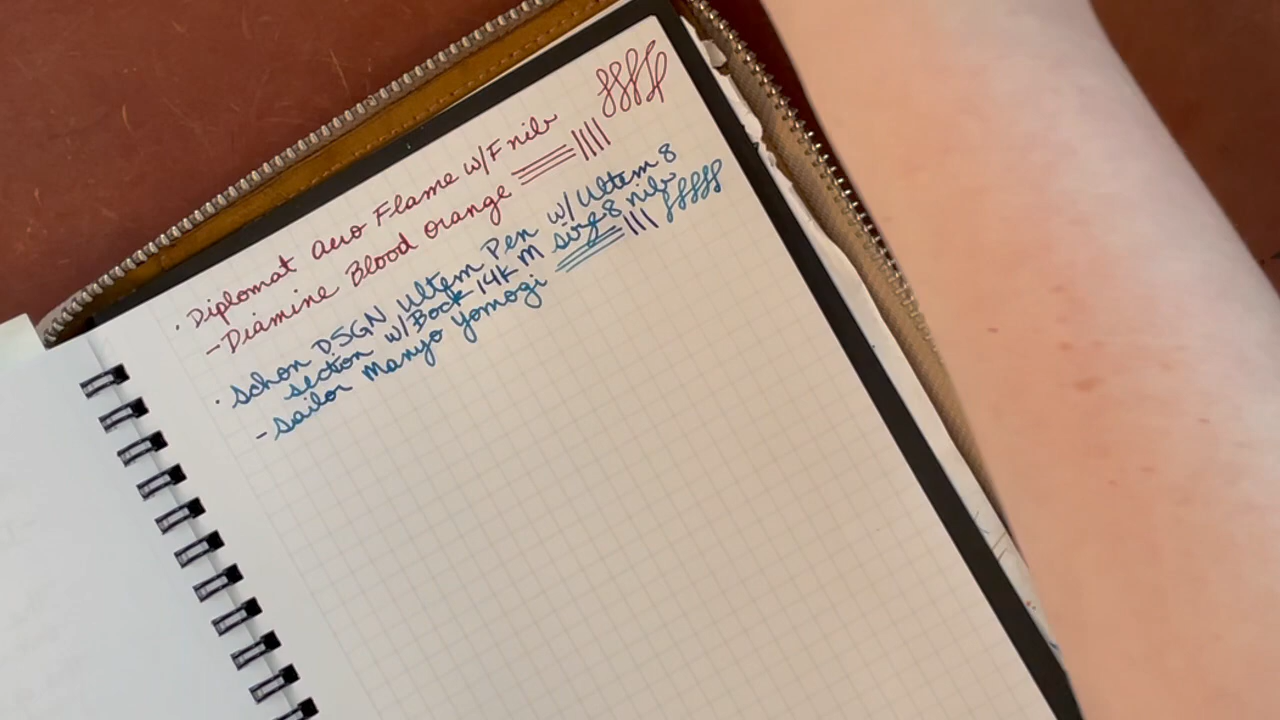 · Diplomat aero Flame w/F nib
- Diamine Blood orange
· schon DSGN Ultem Pen w/ Ultem 8
section w/Bock 14k M size 8 nib
- sailor Manyo Yomogi